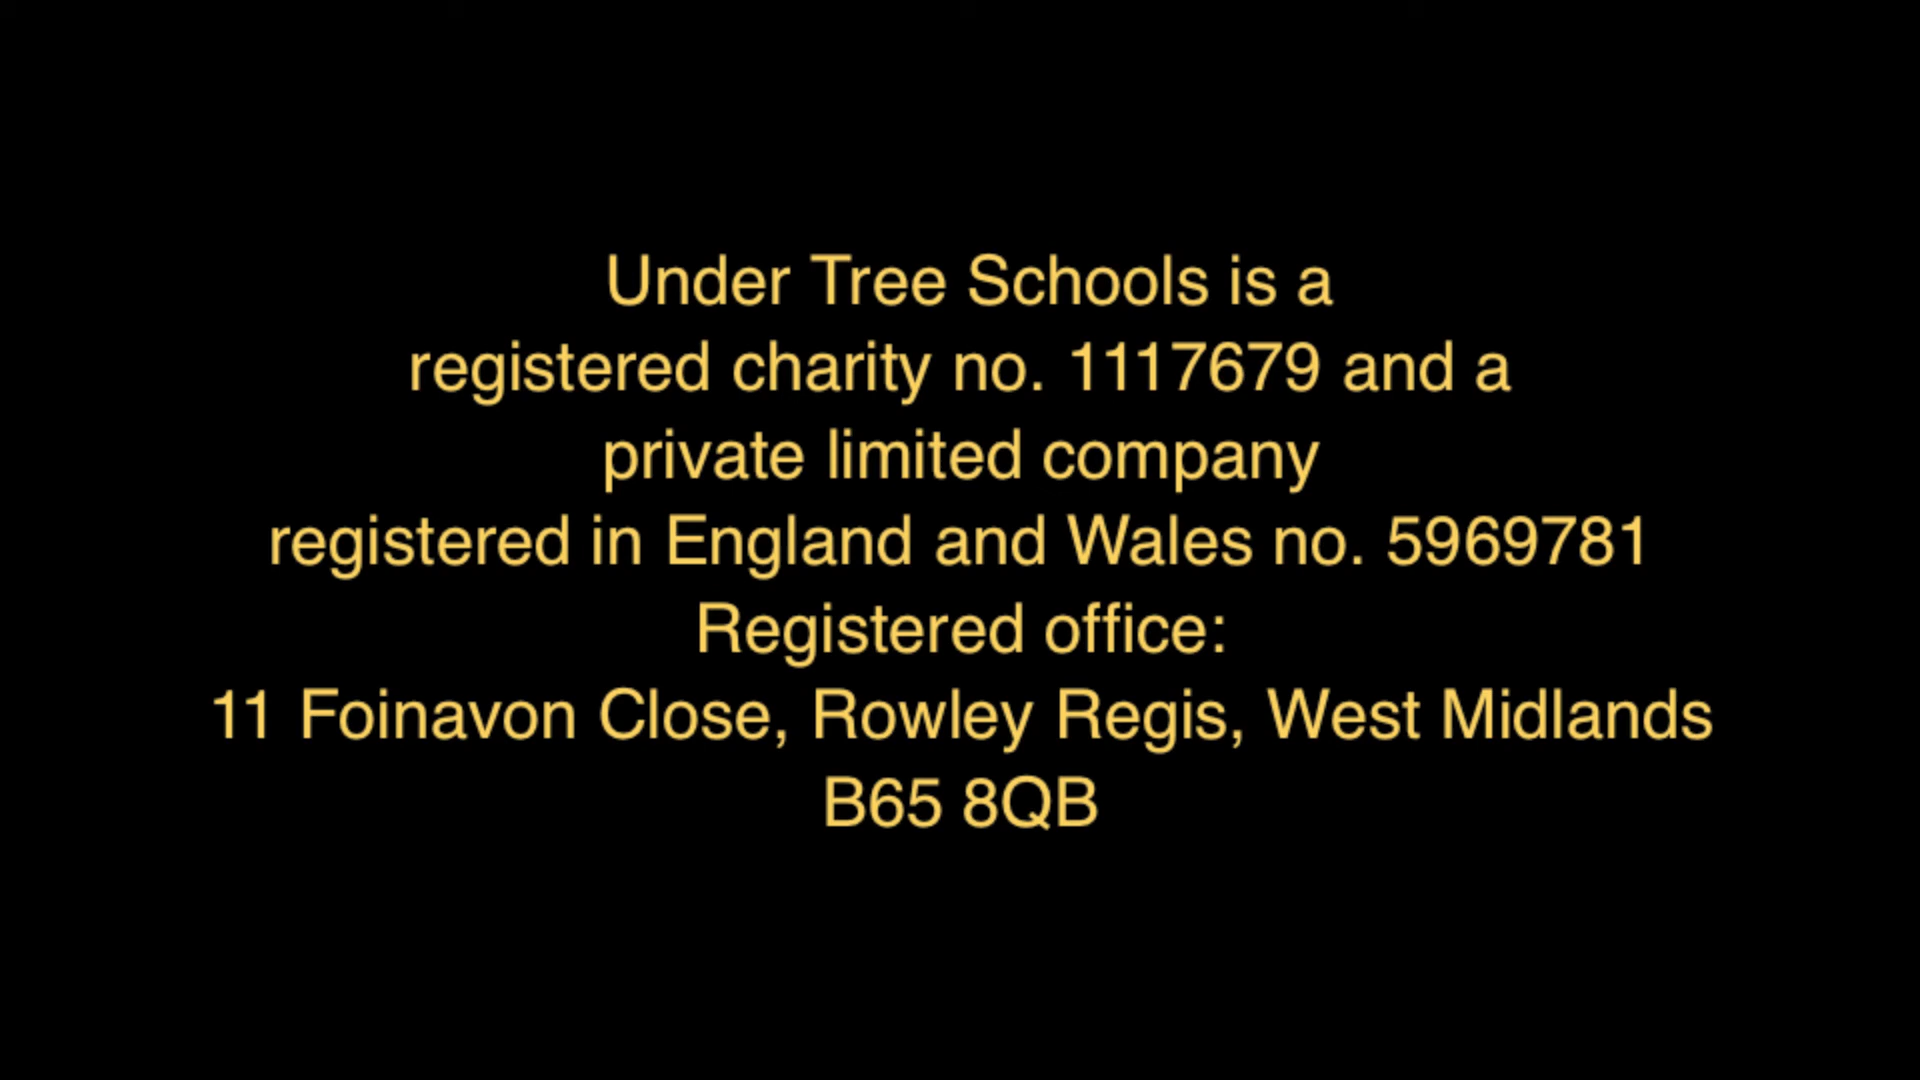 Under Tree Schools is a
registered charity no. 1117679 and a
private limited company
registered in England and Wales no. 5969781
Registered office:
11 Foinavon Close, Rowley Regis, West Midlands
B65 8QB